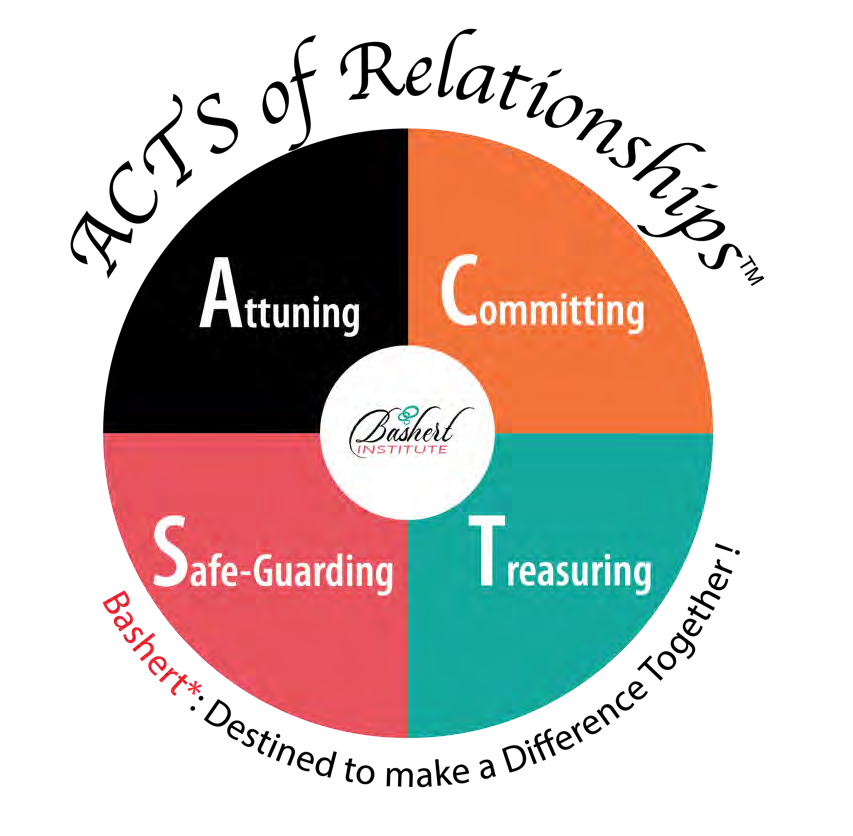 ACTS of Relationships™
Attuning
Committing
Bashert
INSTITUTE
Safe-Guarding
Treasuring
Bashert*: Destined to make a Difference Together !